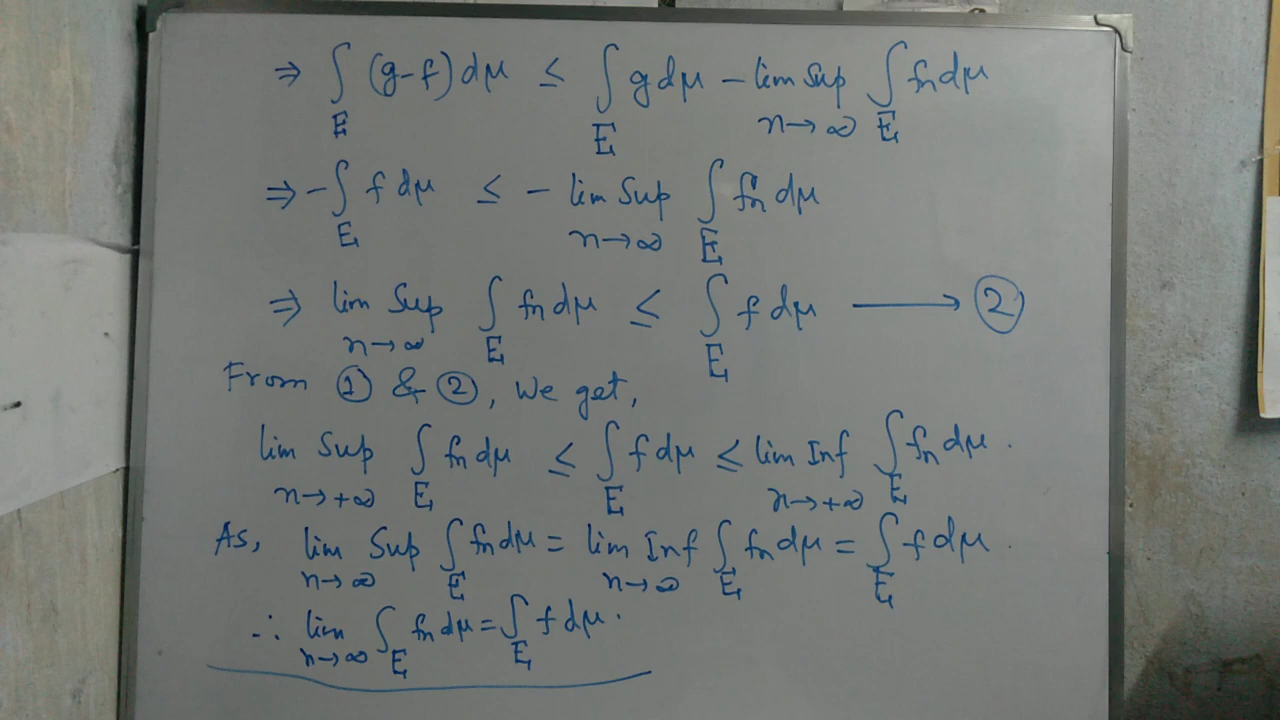 ⇒ ∫_E (g-f) dμ ≤ ∫_E g dμ - lim Sup_{n→∞} ∫_E fn dμ
⇒ -∫_E f dμ ≤ - lim Sup_{n→∞} ∫_E fn dμ
⇒ lim Sup_{n→∞} ∫_E fn dμ ≤ ∫_E f dμ ⟶ ②
From ① & ②, We get,
lim Sup_{n→+∞} ∫_E fn dμ ≤ ∫_E f dμ ≤ lim Inf_{n→+∞} ∫_E fn dμ.
As, lim Sup_{n→∞} ∫_E fn dμ = lim Inf_{n→∞} ∫_E fn dμ = ∫_E f dμ.
∴ lim_{n→∞} ∫_E fn dμ = ∫_E f dμ.